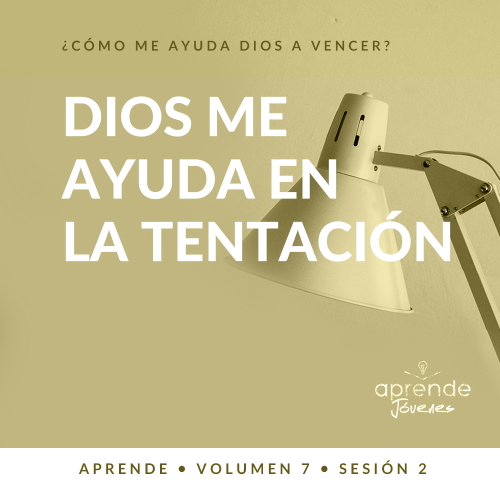 ¿CÓMO ME AYUDA DIOS A VENCER?
DIOS ME
AYUDA EN
LA TENTACIÓN
aprende
Jóvenes
APRENDE • VOLUMEN 7 • SESIÓN 2